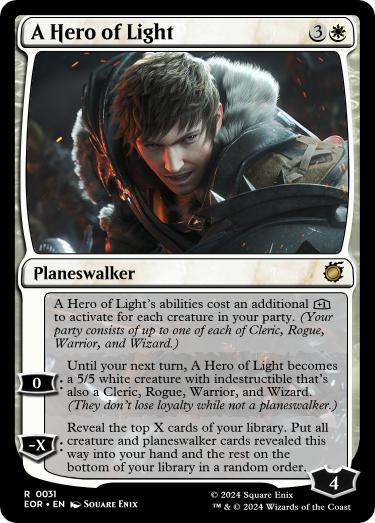 A Hero of Light 3
Planeswalker
A Hero of Light's abilities cost an additional +1
to activate for each creature in your party. (Your
party consists of up to one of each of Cleric, Rogue,
Warrior, and Wizard.)
0: Until your next turn, A Hero of Light becomes
a 5/5 white creature with indestructible that's
also a Cleric, Rogue, Warrior, and Wizard.
(They don't lose loyalty while not a planeswalker.)
-X: Reveal the top X cards of your library. Put all
creature and planeswalker cards revealed this
way into your hand and the rest on the
bottom of your library in a random order.
4
R 0031
EOR • EN SQUARE ENIX
© 2024 Square Enix
™ & © 2024 Wizards of the Coast